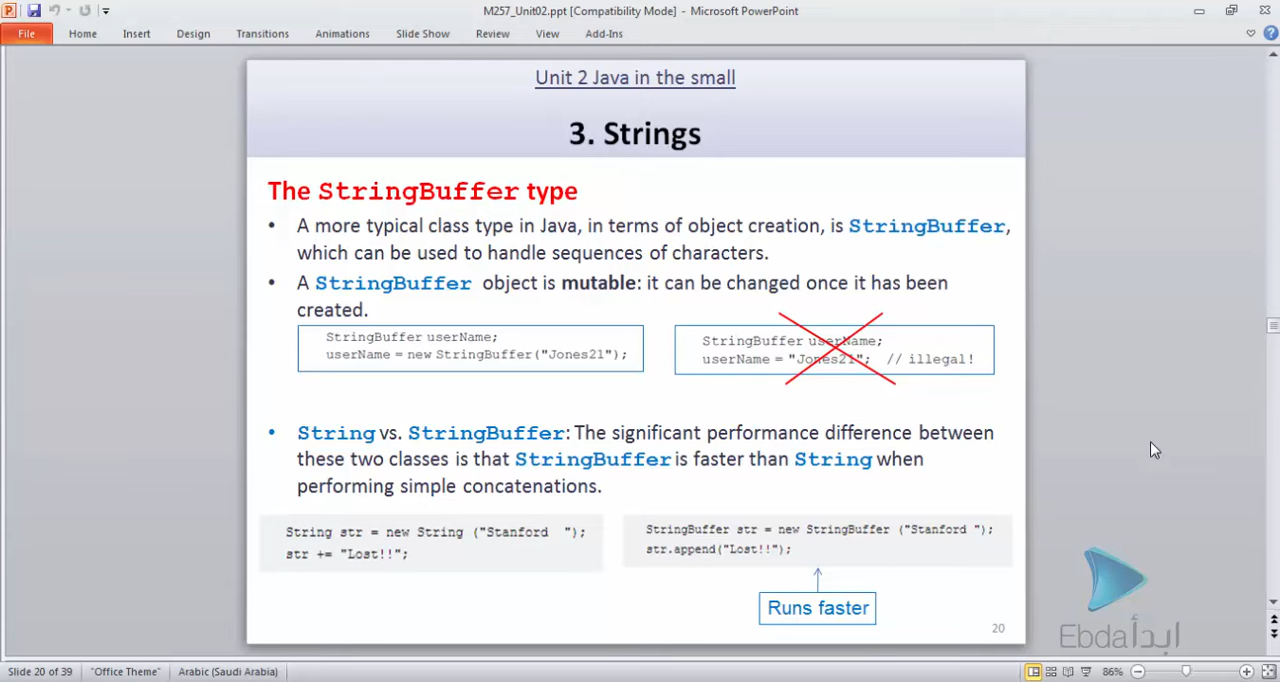 M257_Unit02.ppt [Compatibility Mode] - Microsoft PowerPoint
File Home Insert Design Transitions Animations Slide Show Review View Add-Ins
Unit 2 Java in the small
3. Strings
The StringBuffer type
• A more typical class type in Java, in terms of object creation, is StringBuffer,
which can be used to handle sequences of characters.
• A StringBuffer object is mutable: it can be changed once it has been
created.
StringBuffer userName;
userName = new StringBuffer("Jones21");
StringBuffer userName;
userName = "Jones21"; // illegal!
• String vs. StringBuffer: The significant performance difference between
these two classes is that StringBuffer is faster than String when
performing simple concatenations.
String str = new String ("Stanford ");
str += "Lost!!";
StringBuffer str = new StringBuffer ("Stanford ");
str.append("Lost!!");
Runs faster
20
Ebda ابدأ
Slide 20 of 39 "Office Theme" Arabic (Saudi Arabia) 86%